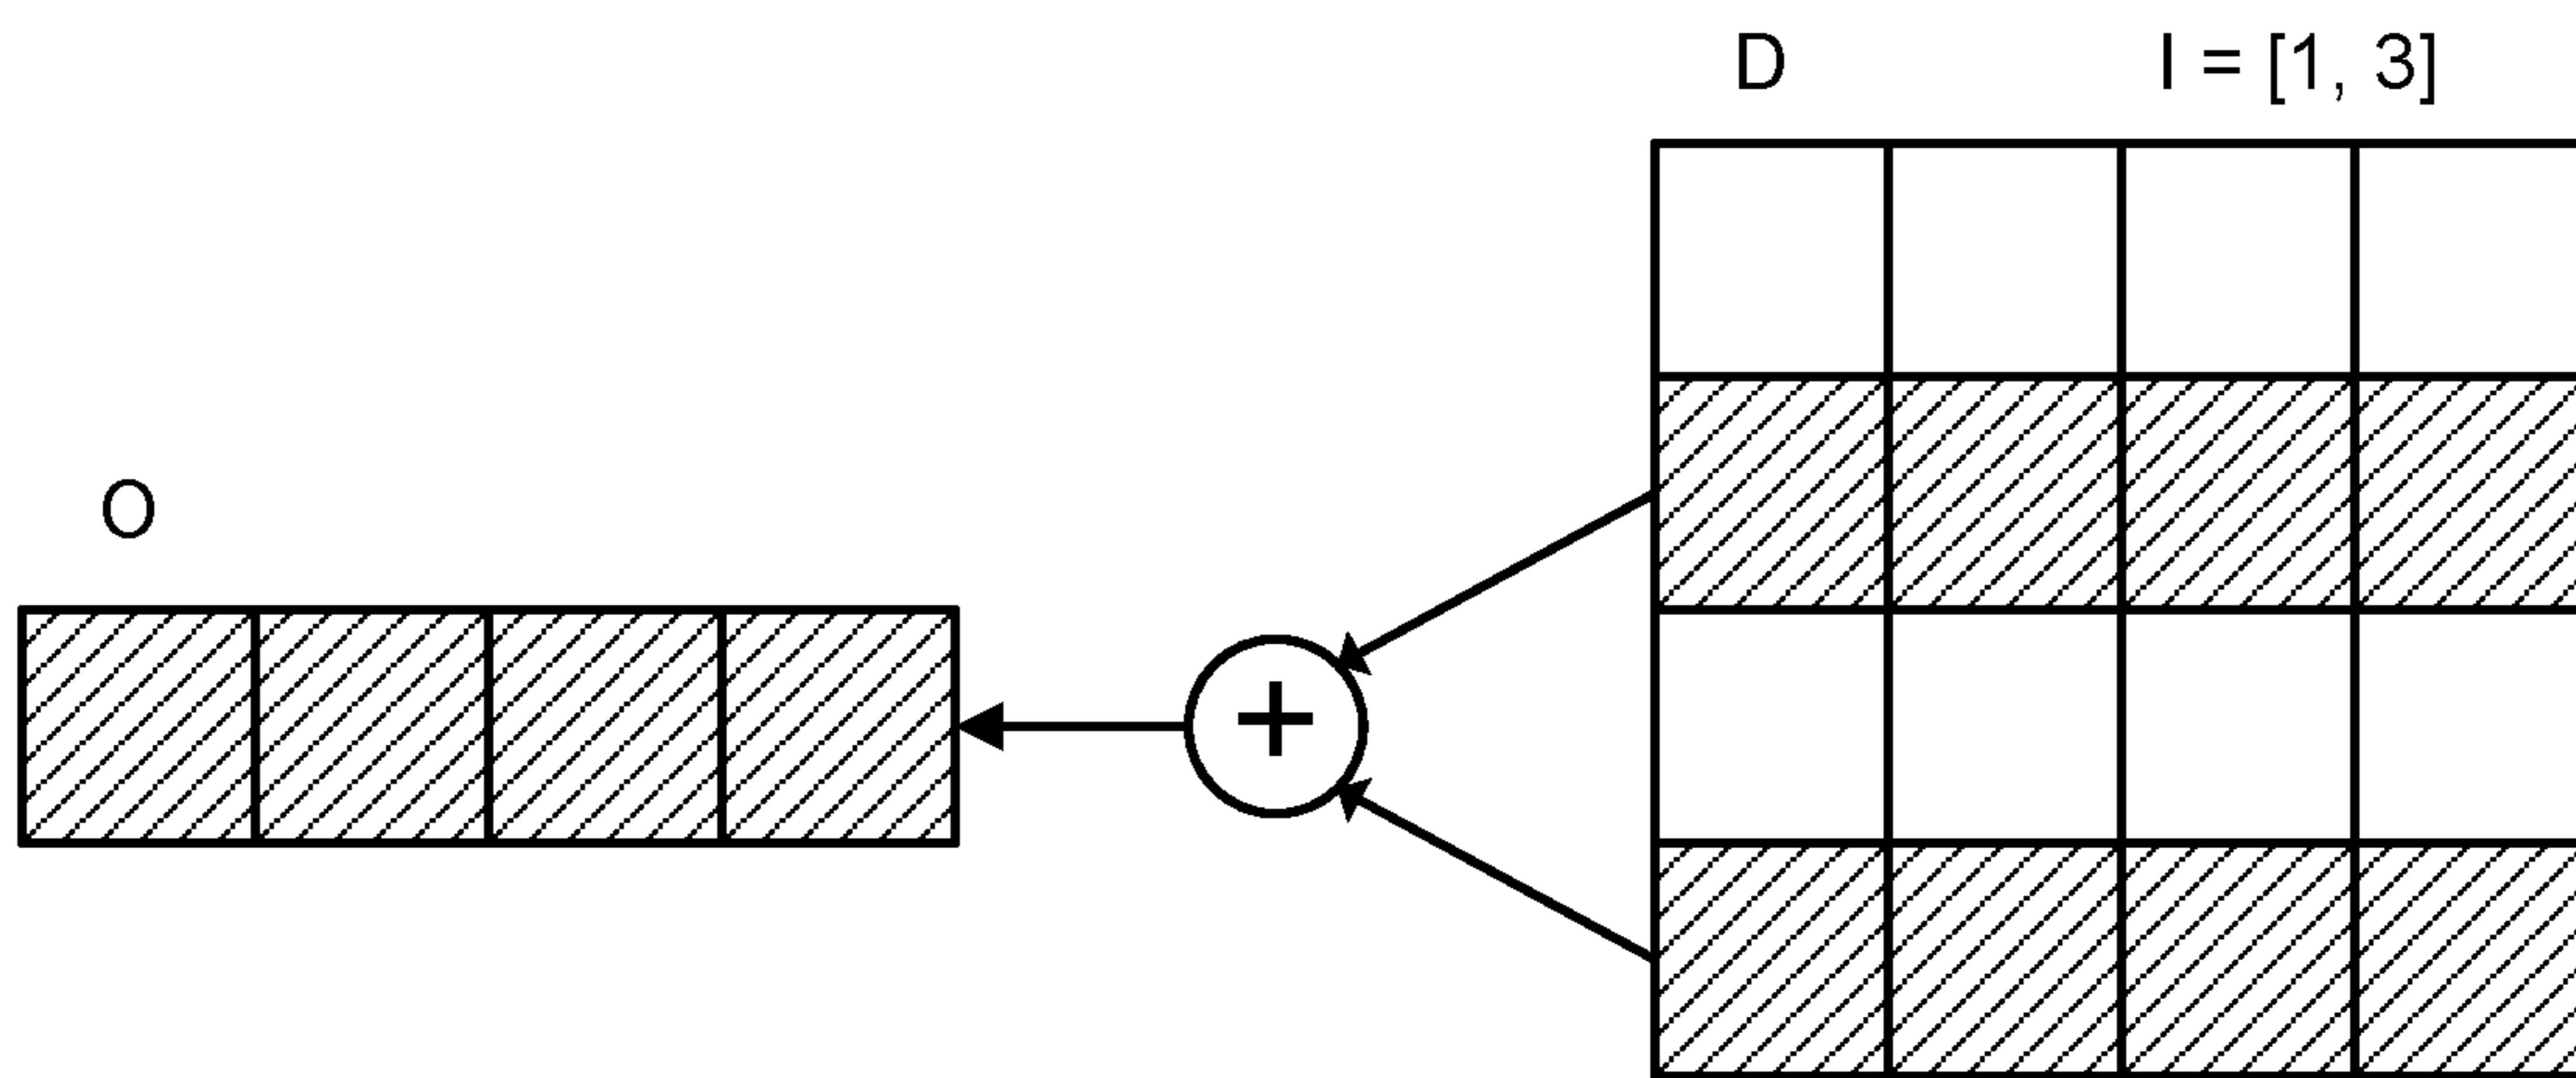 D
I = [1, 3]
O
+